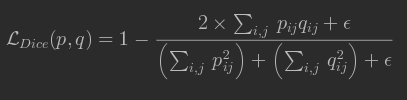 $\mathcal{L}_{Dice}(p, q) = 1 - \frac{2 \times \sum_{i,j} p_{ij} q_{ij} + \epsilon}{\left(\sum_{i,j} p_{ij}^2\right) + \left(\sum_{i,j} q_{ij}^2\right) + \epsilon}$